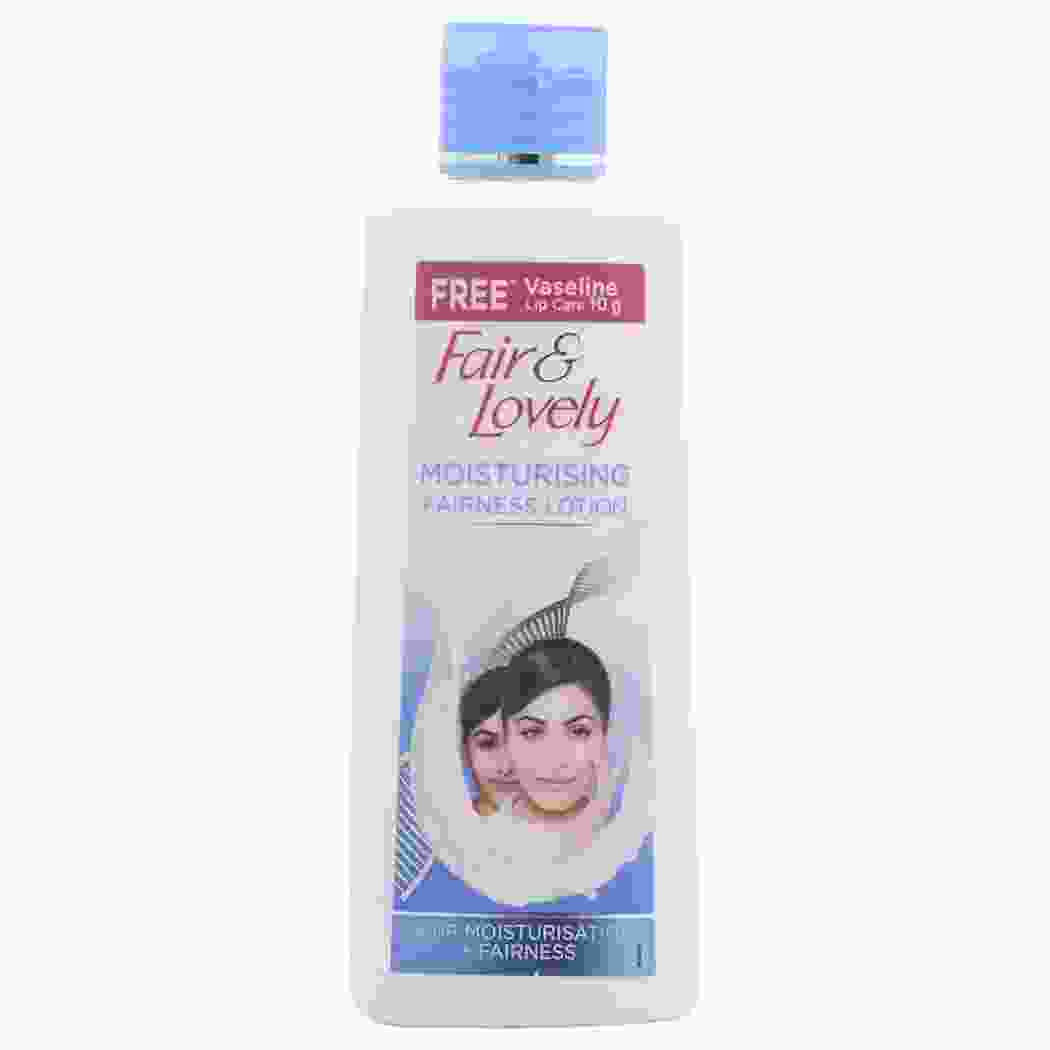 FREE* Vaseline
Lip Care 10 g
Fair &
Lovely
MOISTURISING
FAIRNESS LOTION
MOISTURISATION
+ FAIRNESS